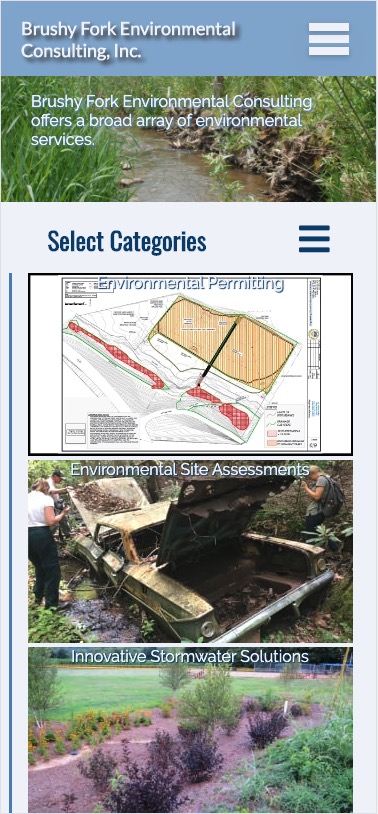 Brushy Fork Environmental
Consulting, Inc.
Brushy Fork Environmental Consulting
offers a broad array of environmental
services.
Select Categories
Environmental Permitting
Environmental Site Assessments
Innovative Stormwater Solutions